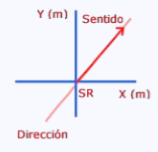 Y (m)
Sentido
SR
X (m)
Dirección